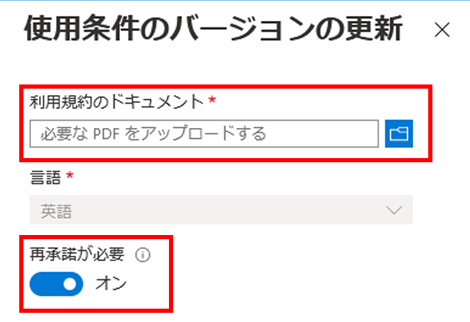 使用条件のバージョンの更新
利用規約のドキュメント *
必要な PDF をアップロードする
言語 *
英語
再承諾が必要
オン